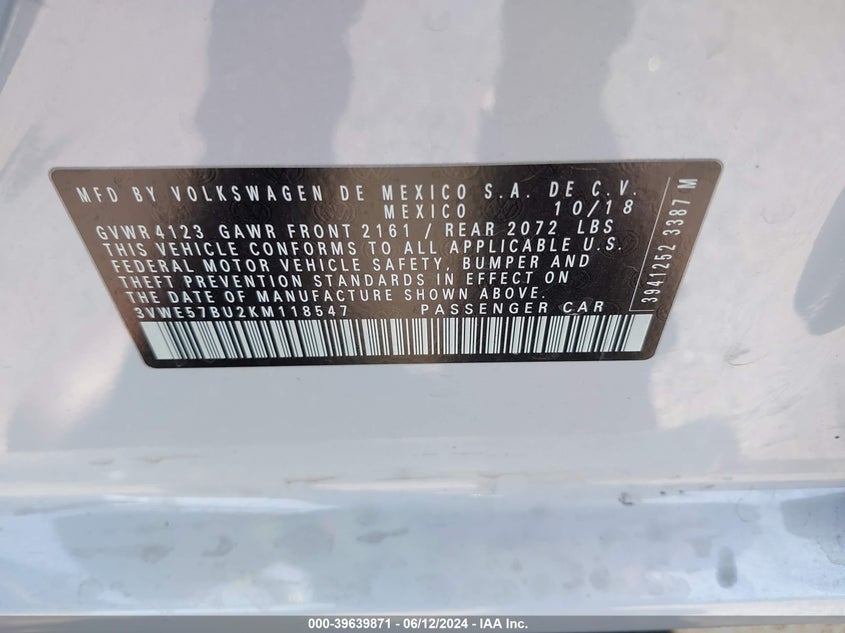 MFD BY VOLKSWAGEN DE MEXICO S.A. DE C.V.
MEXICO 10/18
GVWR 4123 GAWR FRONT 2161 / REAR 2072 LBS
THIS VEHICLE CONFORMS TO ALL APPLICABLE U.S.
FEDERAL MOTOR VEHICLE SAFETY, BUMPER AND
THEFT PREVENTION STANDARDS IN EFFECT ON
THE DATE OF MANUFACTURE SHOWN ABOVE.
3VWE57BU2KM118547 PASSENGER CAR
3941252 3387 M
000-39639871 - 06/12/2024 - IAA Inc.